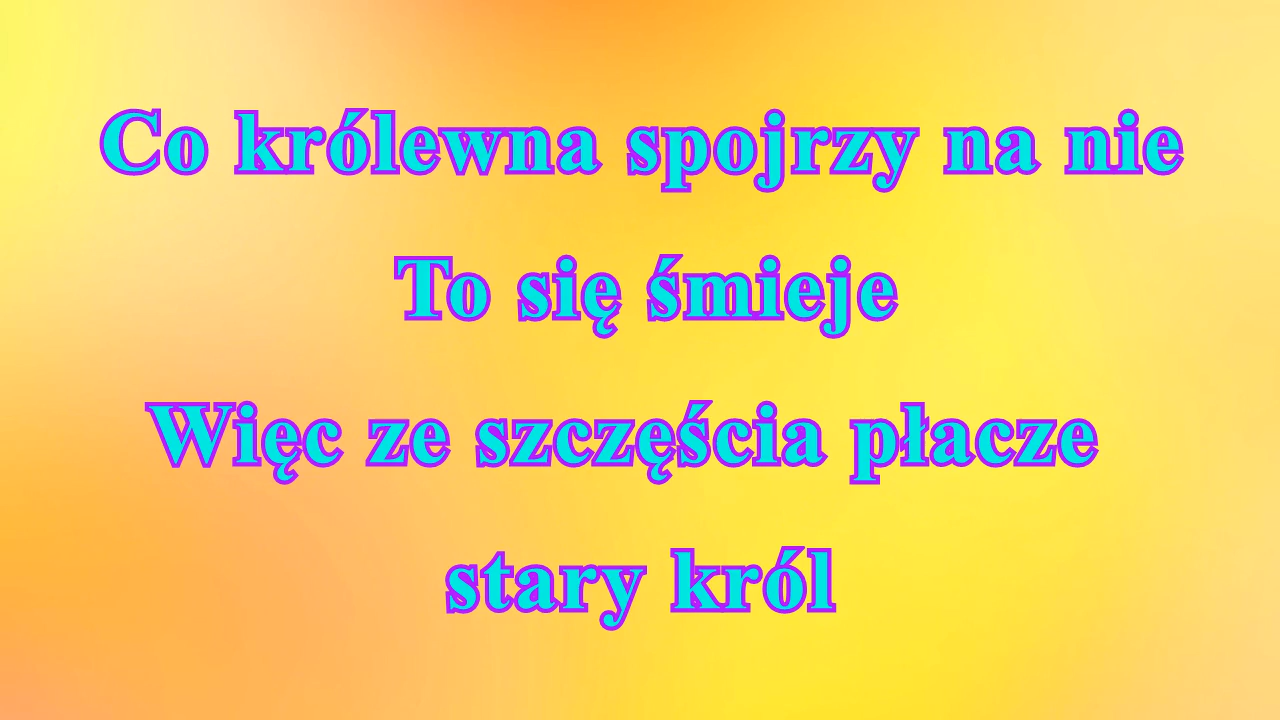 Co królewna spojrzy na nie
To się śmieje
Więc ze szczęścia płacze
stary król